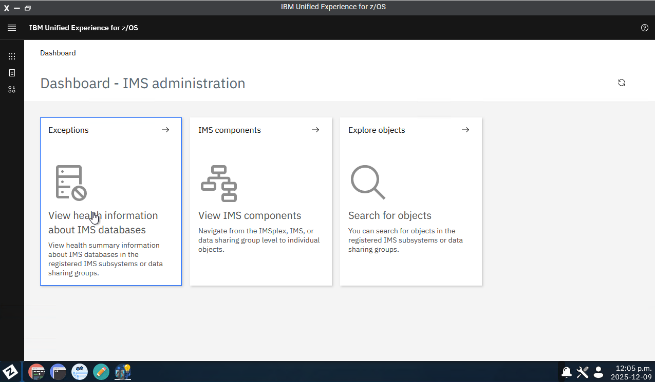 IBM Unified Experience for z/OS
IBM Unified Experience for z/OS
Dashboard
Dashboard - IMS administration
Exceptions
View health information
about IMS databases
View health summary information
about IMS databases in the
registered IMS subsystems or data
sharing groups.
IMS components
View IMS components
Navigate from the IMSplex, IMS, or
data sharing group level to individual
objects.
Explore objects
Search for objects
You can search for objects in the
registered IMS subsystems or data
sharing groups.
12:05 p.m.
2025-12-09